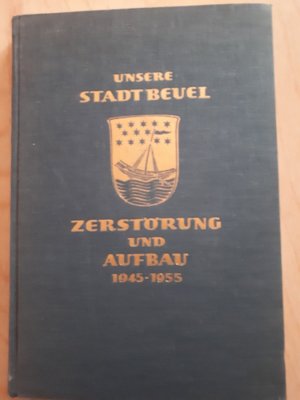 UNSERE
STADT BEUEL
ZERSTÖRUNG
UND
AUFBAU
1945-1955